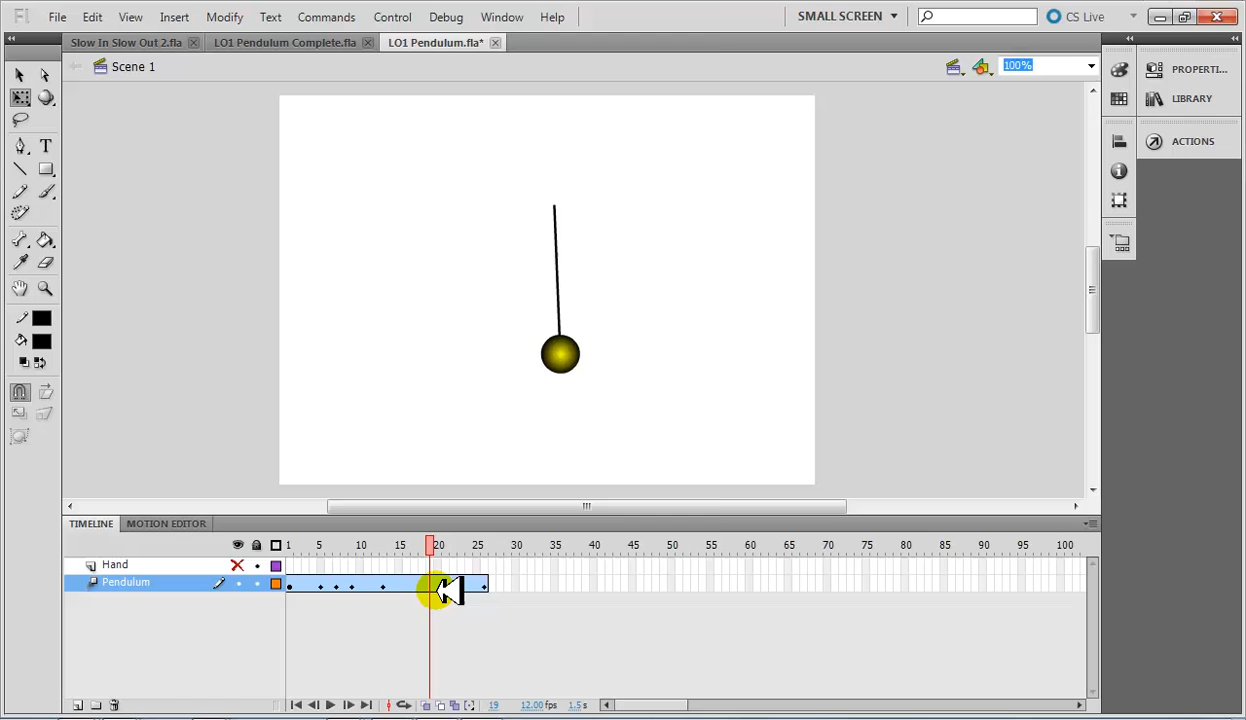 Fl File Edit View Insert Modify Text Commands Control Debug Window Help SMALL SCREEN CS Live
Slow In Slow Out 2.fla LO1 Pendulum Complete.fla LO1 Pendulum.fla*
Scene 1 100%
PROPERTI...
LIBRARY
ACTIONS
TIMELINE MOTION EDITOR
1 5 10 15 20 25 30 35 40 45 50 55 60 65 70 75 80 85 90 95 100
Hand
Pendulum
19 12.00 fps 1.5 s